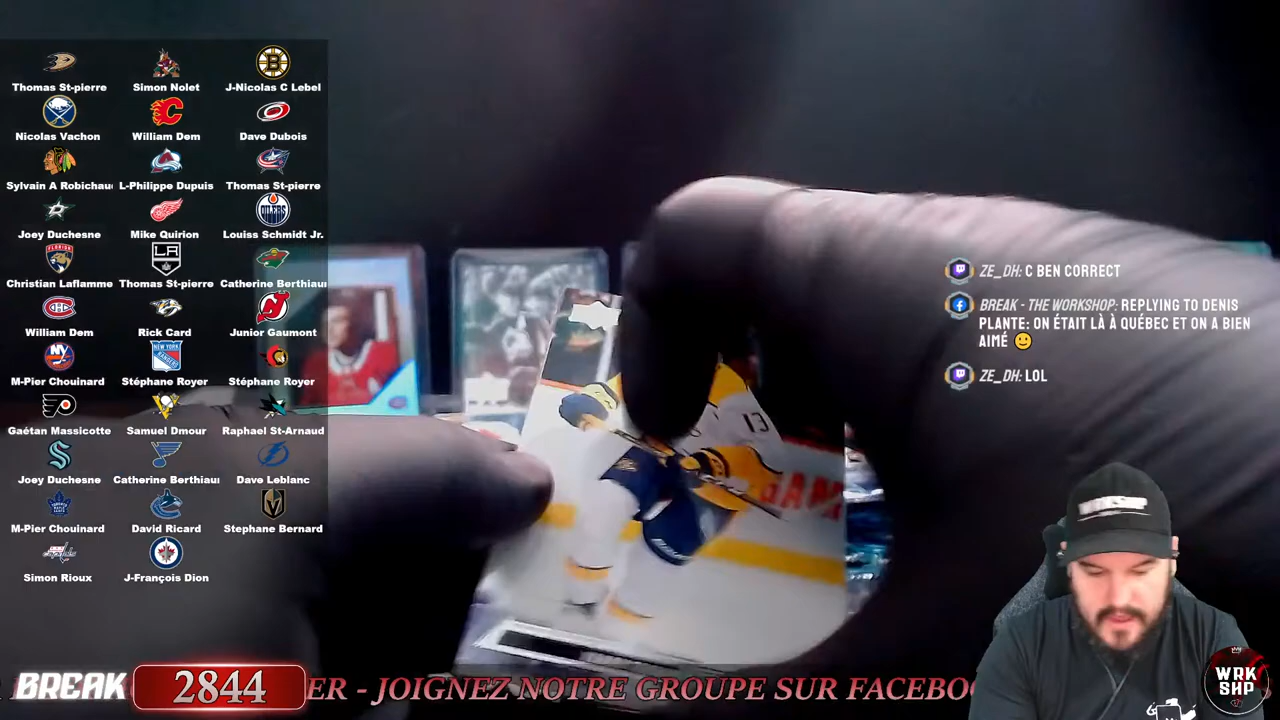 Thomas St-pierre
Simon Nolet
J-Nicolas C Lebel
Nicolas Vachon
William Dem
Dave Dubois
Sylvain A Robichau
L-Philippe Dupuis
Thomas St-pierre
Joey Duchesne
Mike Quirion
Louiss Schmidt Jr.
Christian Laflamme
Thomas St-pierre
Catherine Berthiau
William Dem
Rick Card
Junior Gaumont
M-Pier Chouinard
Stéphane Royer
Stéphane Royer
Gaétan Massicotte
Samuel Dmour
Raphael St-Arnaud
Joey Duchesne
Catherine Berthiau
Dave Leblanc
M-Pier Chouinard
David Ricard
Stephane Bernard
Simon Rioux
J-François Dion
ZE_DH: C BEN CORRECT
BREAK - THE WORKSHOP: REPLYING TO DENIS
PLANTE: ON ÉTAIT LÀ À QUÉBEC ET ON A BIEN
AIMÉ 🙂
ZE_DH: LOL
13
BREAK 2844
ER - JOIGNEZ NOTRE GROUPE SUR FACEBO
WRK
SHP